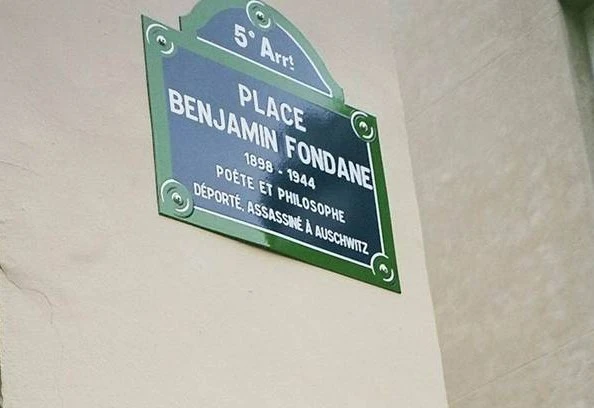 5e Arrt
PLACE
BENJAMIN FONDANE
1898 - 1944
POÈTE ET PHILOSOPHE
DÉPORTÉ, ASSASSINÉ À AUSCHWITZ